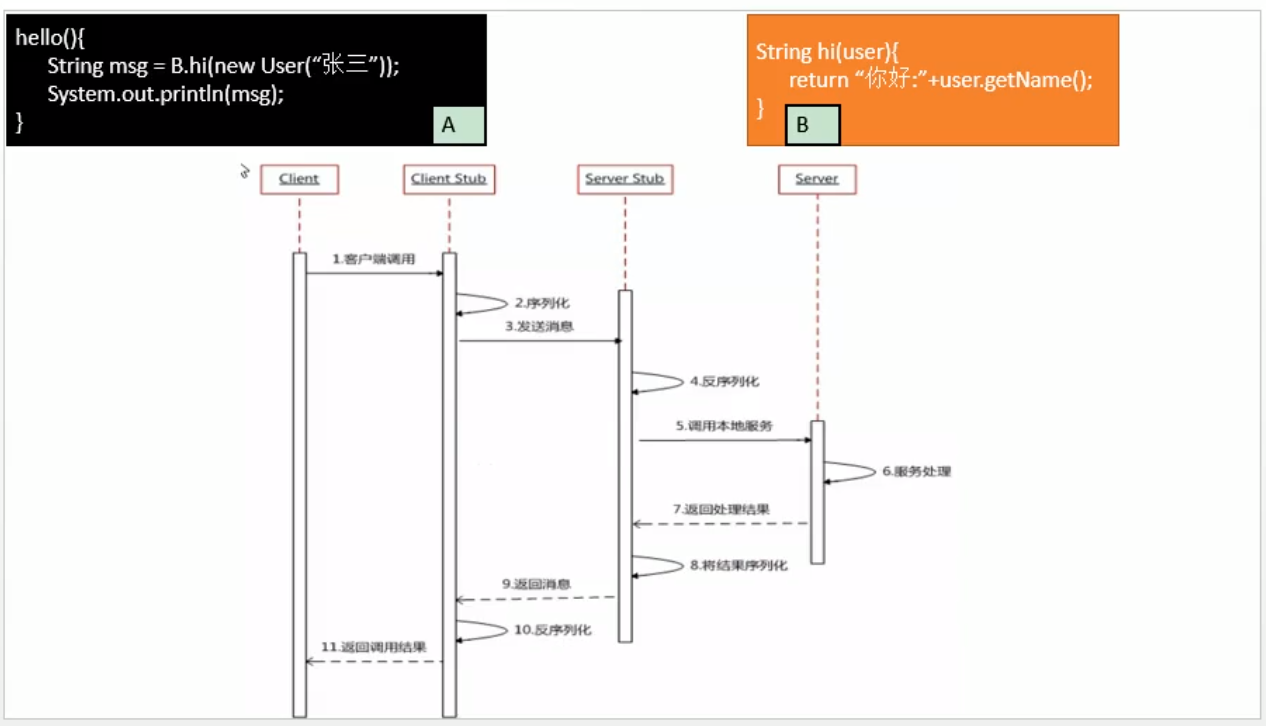 hello(){
String msg = B.hi(new User(“张三”));
System.out.println(msg);
}
A
String hi(user){
return “你好:”+user.getName();
}
B
Client
Client Stub
Server Stub
Server
1.客户端调用
2.序列化
3.发送消息
4.反序列化
5.调用本地服务
6.服务处理
7.返回处理结果
8.将结果序列化
9.返回消息
10.反序列化
11.返回调用结果